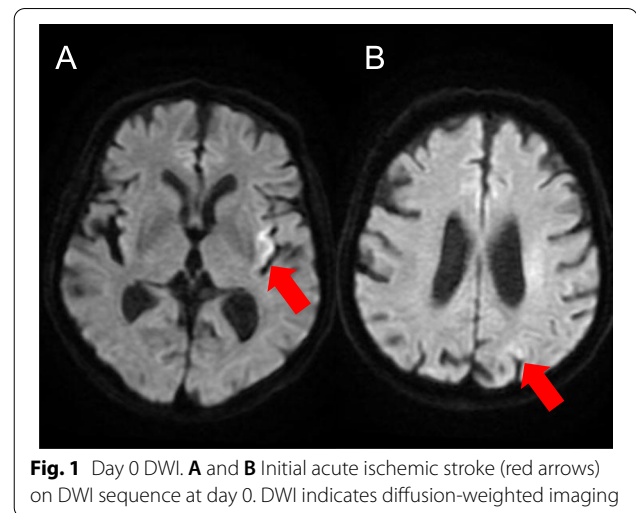 A
B
Fig. 1 Day 0 DWI. A and B Initial acute ischemic stroke (red arrows)
on DWI sequence at day 0. DWI indicates diffusion-weighted imaging